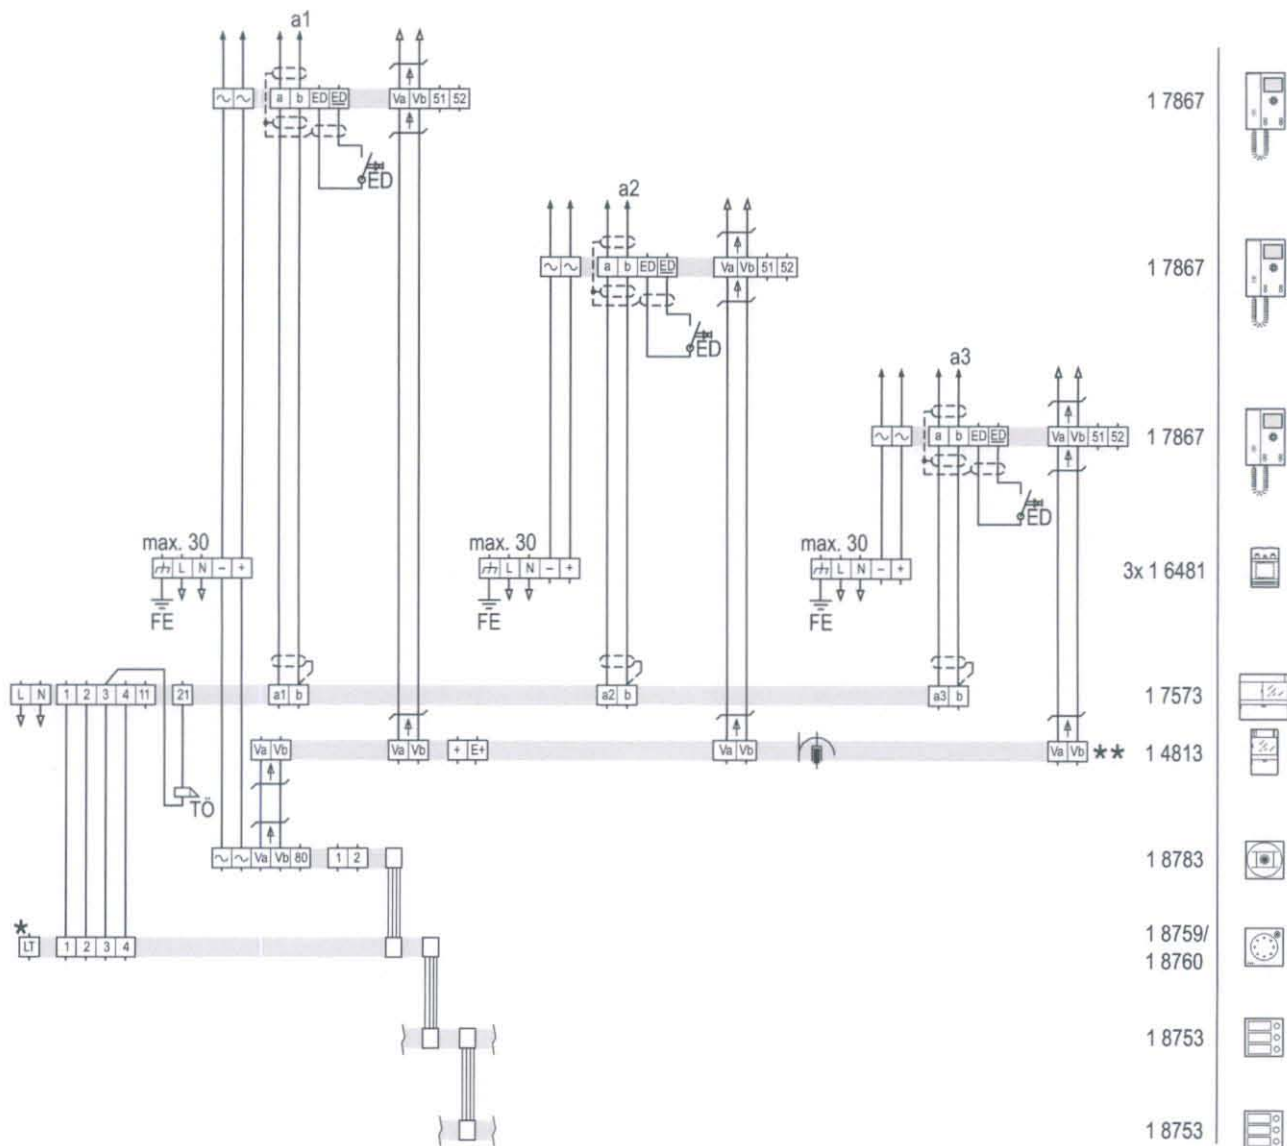 a1
~ ~ a b ED ED Va Vb 51 52 1 7867
ED
a2
~ ~ a b ED ED Va Vb 51 52 1 7867
ED
a3
~ ~ a b ED ED Va Vb 51 52 1 7867
ED
max. 30 max. 30 max. 30
L N – + L N – + L N – + 3x 1 6481
FE FE FE
L N 1 2 3 4 11 21 a1 b a2 b a3 b 1 7573
Va Vb Va Vb + E+ Va Vb Va Vb ** 1 4813
TÖ
~ ~ Va Vb 80 1 2 1 8783
*
LT 1 2 3 4 1 8759/
1 8760
1 8753
1 8753